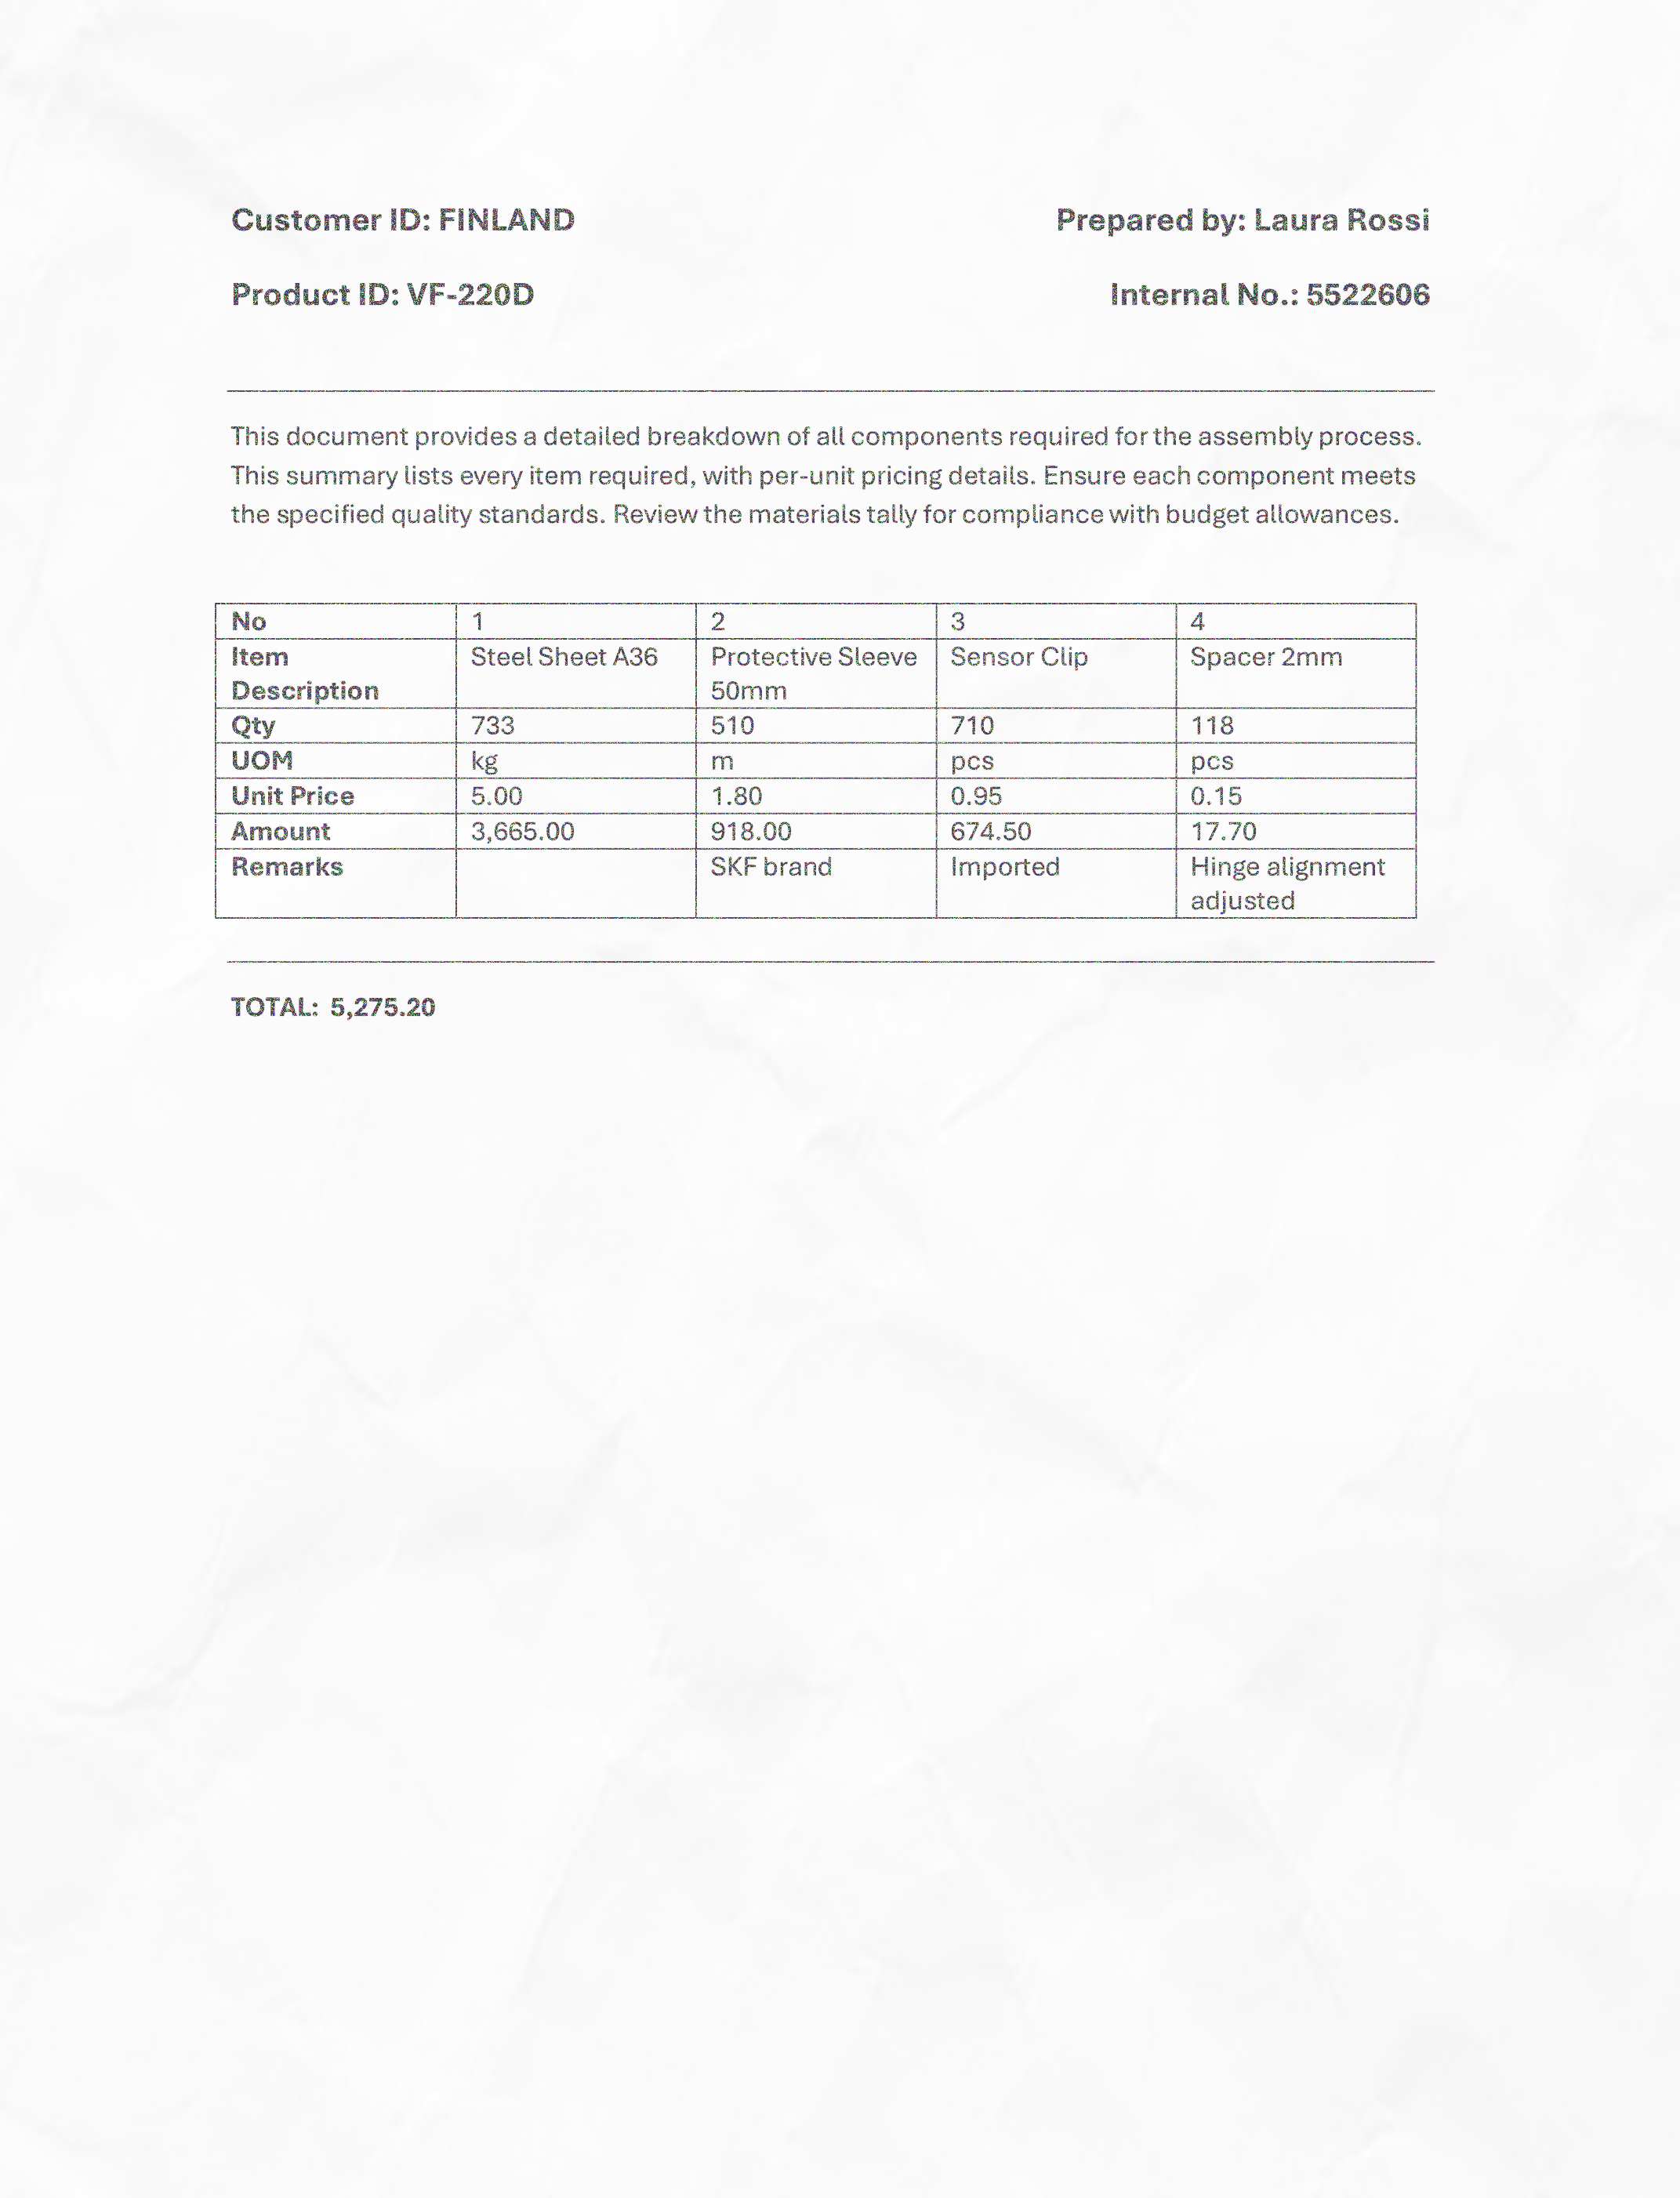 Customer ID: FINLAND Prepared by: Laura Rossi
Product ID: VF-220D Internal No.: 5522606
This document provides a detailed breakdown of all components required for the assembly process.
This summary lists every item required, with per-unit pricing details. Ensure each component meets
the specified quality standards. Review the materials tally for compliance with budget allowances.
No 1 2 3 4
Item Steel Sheet A36 Protective Sleeve Sensor Clip Spacer 2mm
Description 50mm
Qty 733 510 710 118
UOM kg m pcs pcs
Unit Price 5.00 1.80 0.95 0.15
Amount 3,665.00 918.00 674.50 17.70
Remarks SKF brand Imported Hinge alignment
adjusted
TOTAL: 5,275.20